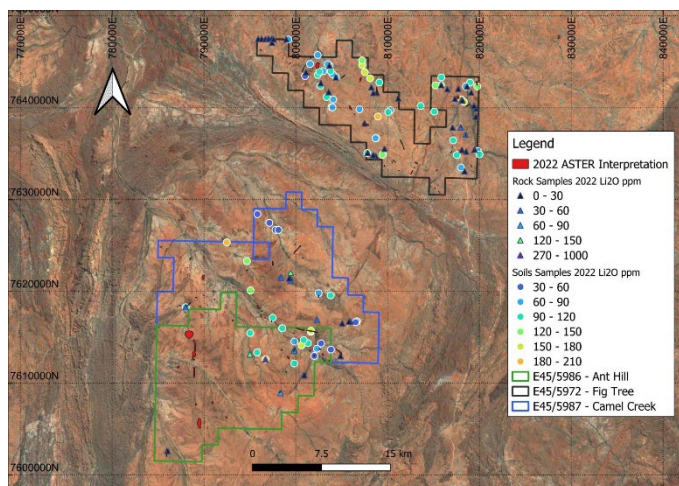 770000E
780000E
790000E
800000E
810000E
820000E
830000E
840000E
7640000N
7630000N
7620000N
7610000N
7600000N
Legend
2022 ASTER Interpretation
Rock Samples 2022 Li2O ppm
0 - 30
30 - 60
60 - 90
120 - 150
270 - 1000
Soils Samples 2022 Li2O ppm
30 - 60
60 - 90
90 - 120
120 - 150
150 - 180
180 - 210
E45/5986 - Ant Hill
E45/5972 - Fig Tree
E45/5987 - Camel Creek
0 7.5 15 km